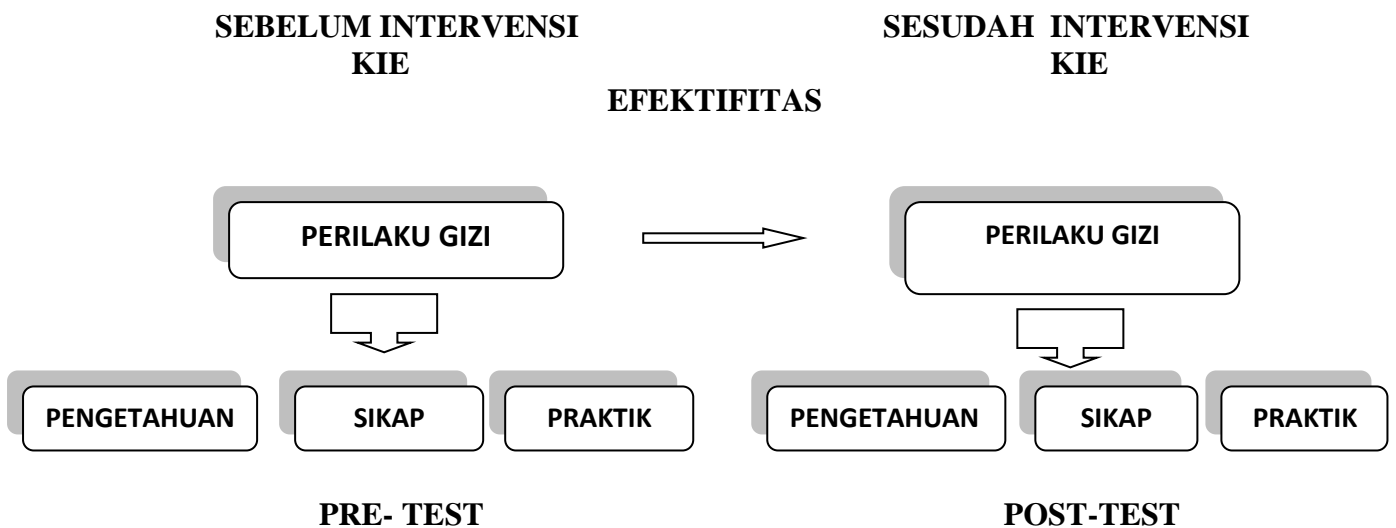 SEBELUM INTERVENSI
KIE
SESUDAH INTERVENSI
KIE
EFEKTIFITAS
PERILAKU GIZI
PERILAKU GIZI
PENGETAHUAN
SIKAP
PRAKTIK
PENGETAHUAN
SIKAP
PRAKTIK
PRE- TEST
POST-TEST